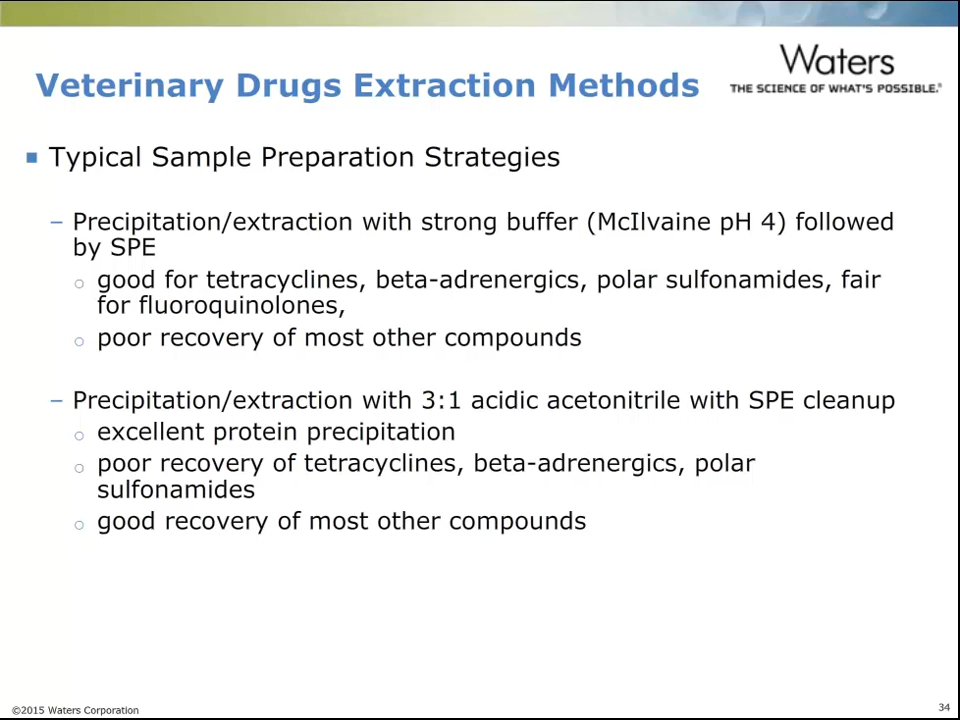 Waters
THE SCIENCE OF WHAT'S POSSIBLE.®
Veterinary Drugs Extraction Methods
■ Typical Sample Preparation Strategies
– Precipitation/extraction with strong buffer (McIlvaine pH 4) followed
by SPE
○ good for tetracyclines, beta-adrenergics, polar sulfonamides, fair
for fluoroquinolones,
○ poor recovery of most other compounds
– Precipitation/extraction with 3:1 acidic acetonitrile with SPE cleanup
○ excellent protein precipitation
○ poor recovery of tetracyclines, beta-adrenergics, polar
sulfonamides
○ good recovery of most other compounds
©2015 Waters Corporation
34